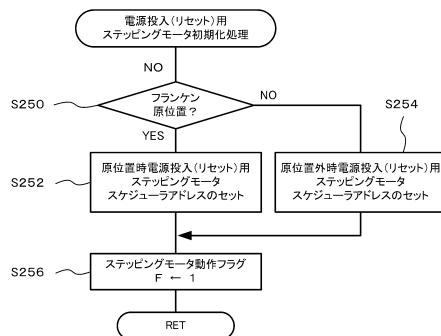 電源投入（リセット）用
ステッピングモータ初期化処理
NO
S250
フランケン
原位置？
NO
YES
S254
S252
原位置時電源投入（リセット）用
ステッピングモータ
スケジューラアドレスのセット
原位置外時電源投入（リセット）用
ステッピングモータ
スケジューラアドレスのセット
S256
ステッピングモータ動作フラグ
F ← 1
RET